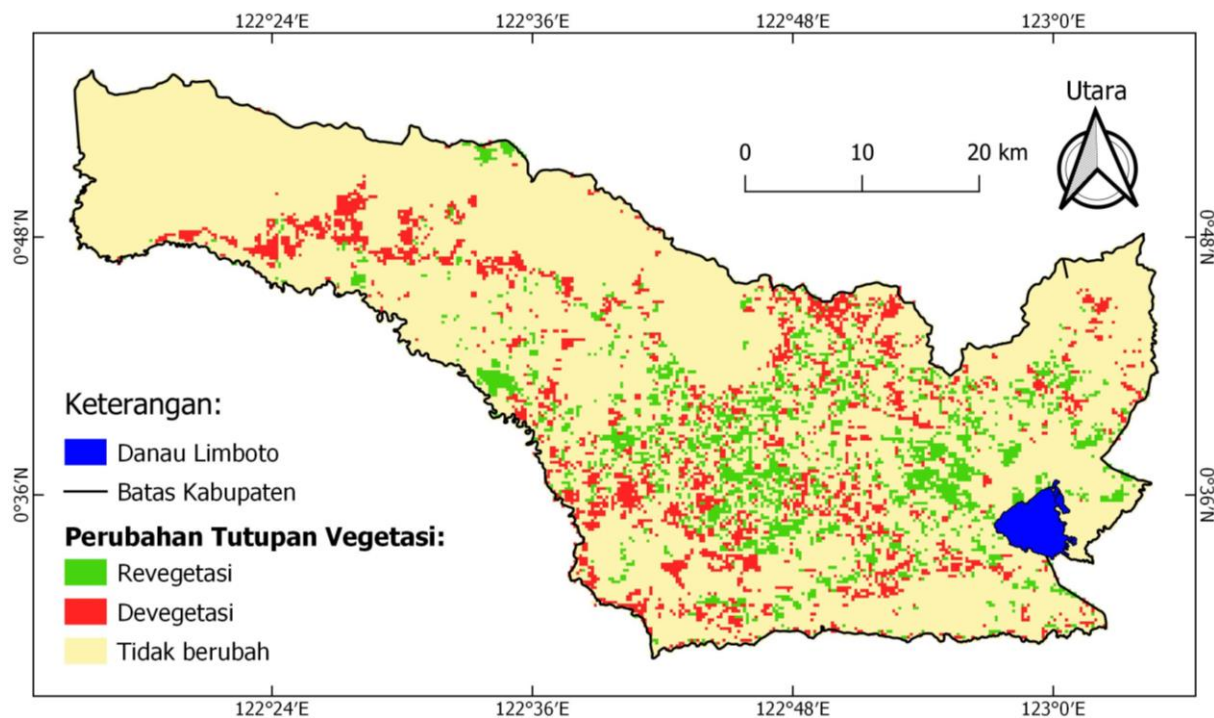 122°24′E 122°36′E 122°48′E 123°0′E
Utara
0 10 20 km
0°48′N 0°48′N
Keterangan:
Danau Limboto
Batas Kabupaten
0°36′N 0°36′N
Perubahan Tutupan Vegetasi:
Revegetasi
Devegetasi
Tidak berubah
122°24′E 122°36′E 122°48′E 123°0′E